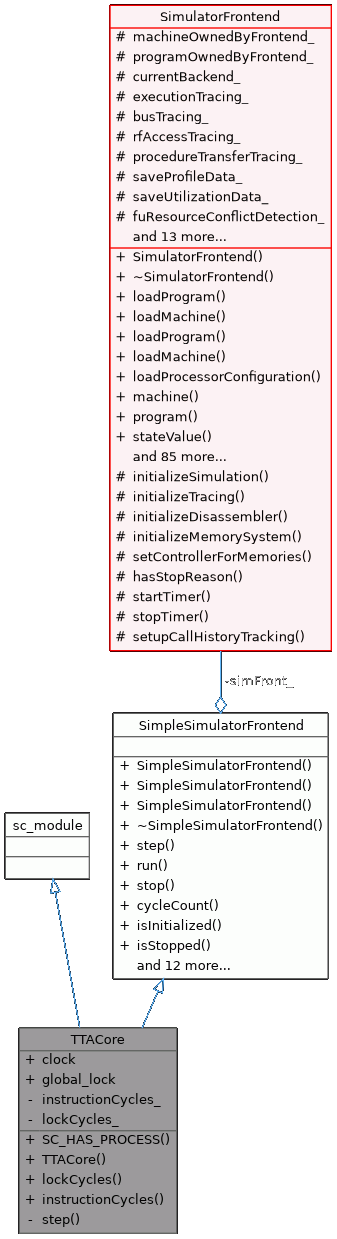 SimulatorFrontend
# machineOwnedByFrontend_
# programOwnedByFrontend_
# currentBackend_
# executionTracing_
# busTracing_
# rfAccessTracing_
# procedureTransferTracing_
# saveProfileData_
# saveUtilizationData_
# fuResourceConflictDetection_
and 13 more...
+ SimulatorFrontend()
+ ~SimulatorFrontend()
+ loadProgram()
+ loadMachine()
+ loadProgram()
+ loadMachine()
+ loadProcessorConfiguration()
+ machine()
+ program()
+ stateValue()
and 85 more...
# initializeSimulation()
# initializeTracing()
# initializeDisassembler()
# initializeMemorySystem()
# setControllerForMemories()
# hasStopReason()
# startTimer()
# stopTimer()
# setupCallHistoryTracking()
-simFront_
SimpleSimulatorFrontend
+ SimpleSimulatorFrontend()
+ SimpleSimulatorFrontend()
+ SimpleSimulatorFrontend()
+ ~SimpleSimulatorFrontend()
+ step()
+ run()
+ stop()
+ cycleCount()
+ isInitialized()
+ isStopped()
and 12 more...
sc_module
TTACore
+ clock
+ global_lock
- instructionCycles_
- lockCycles_
+ SC_HAS_PROCESS()
+ TTACore()
+ lockCycles()
+ instructionCycles()
- step()